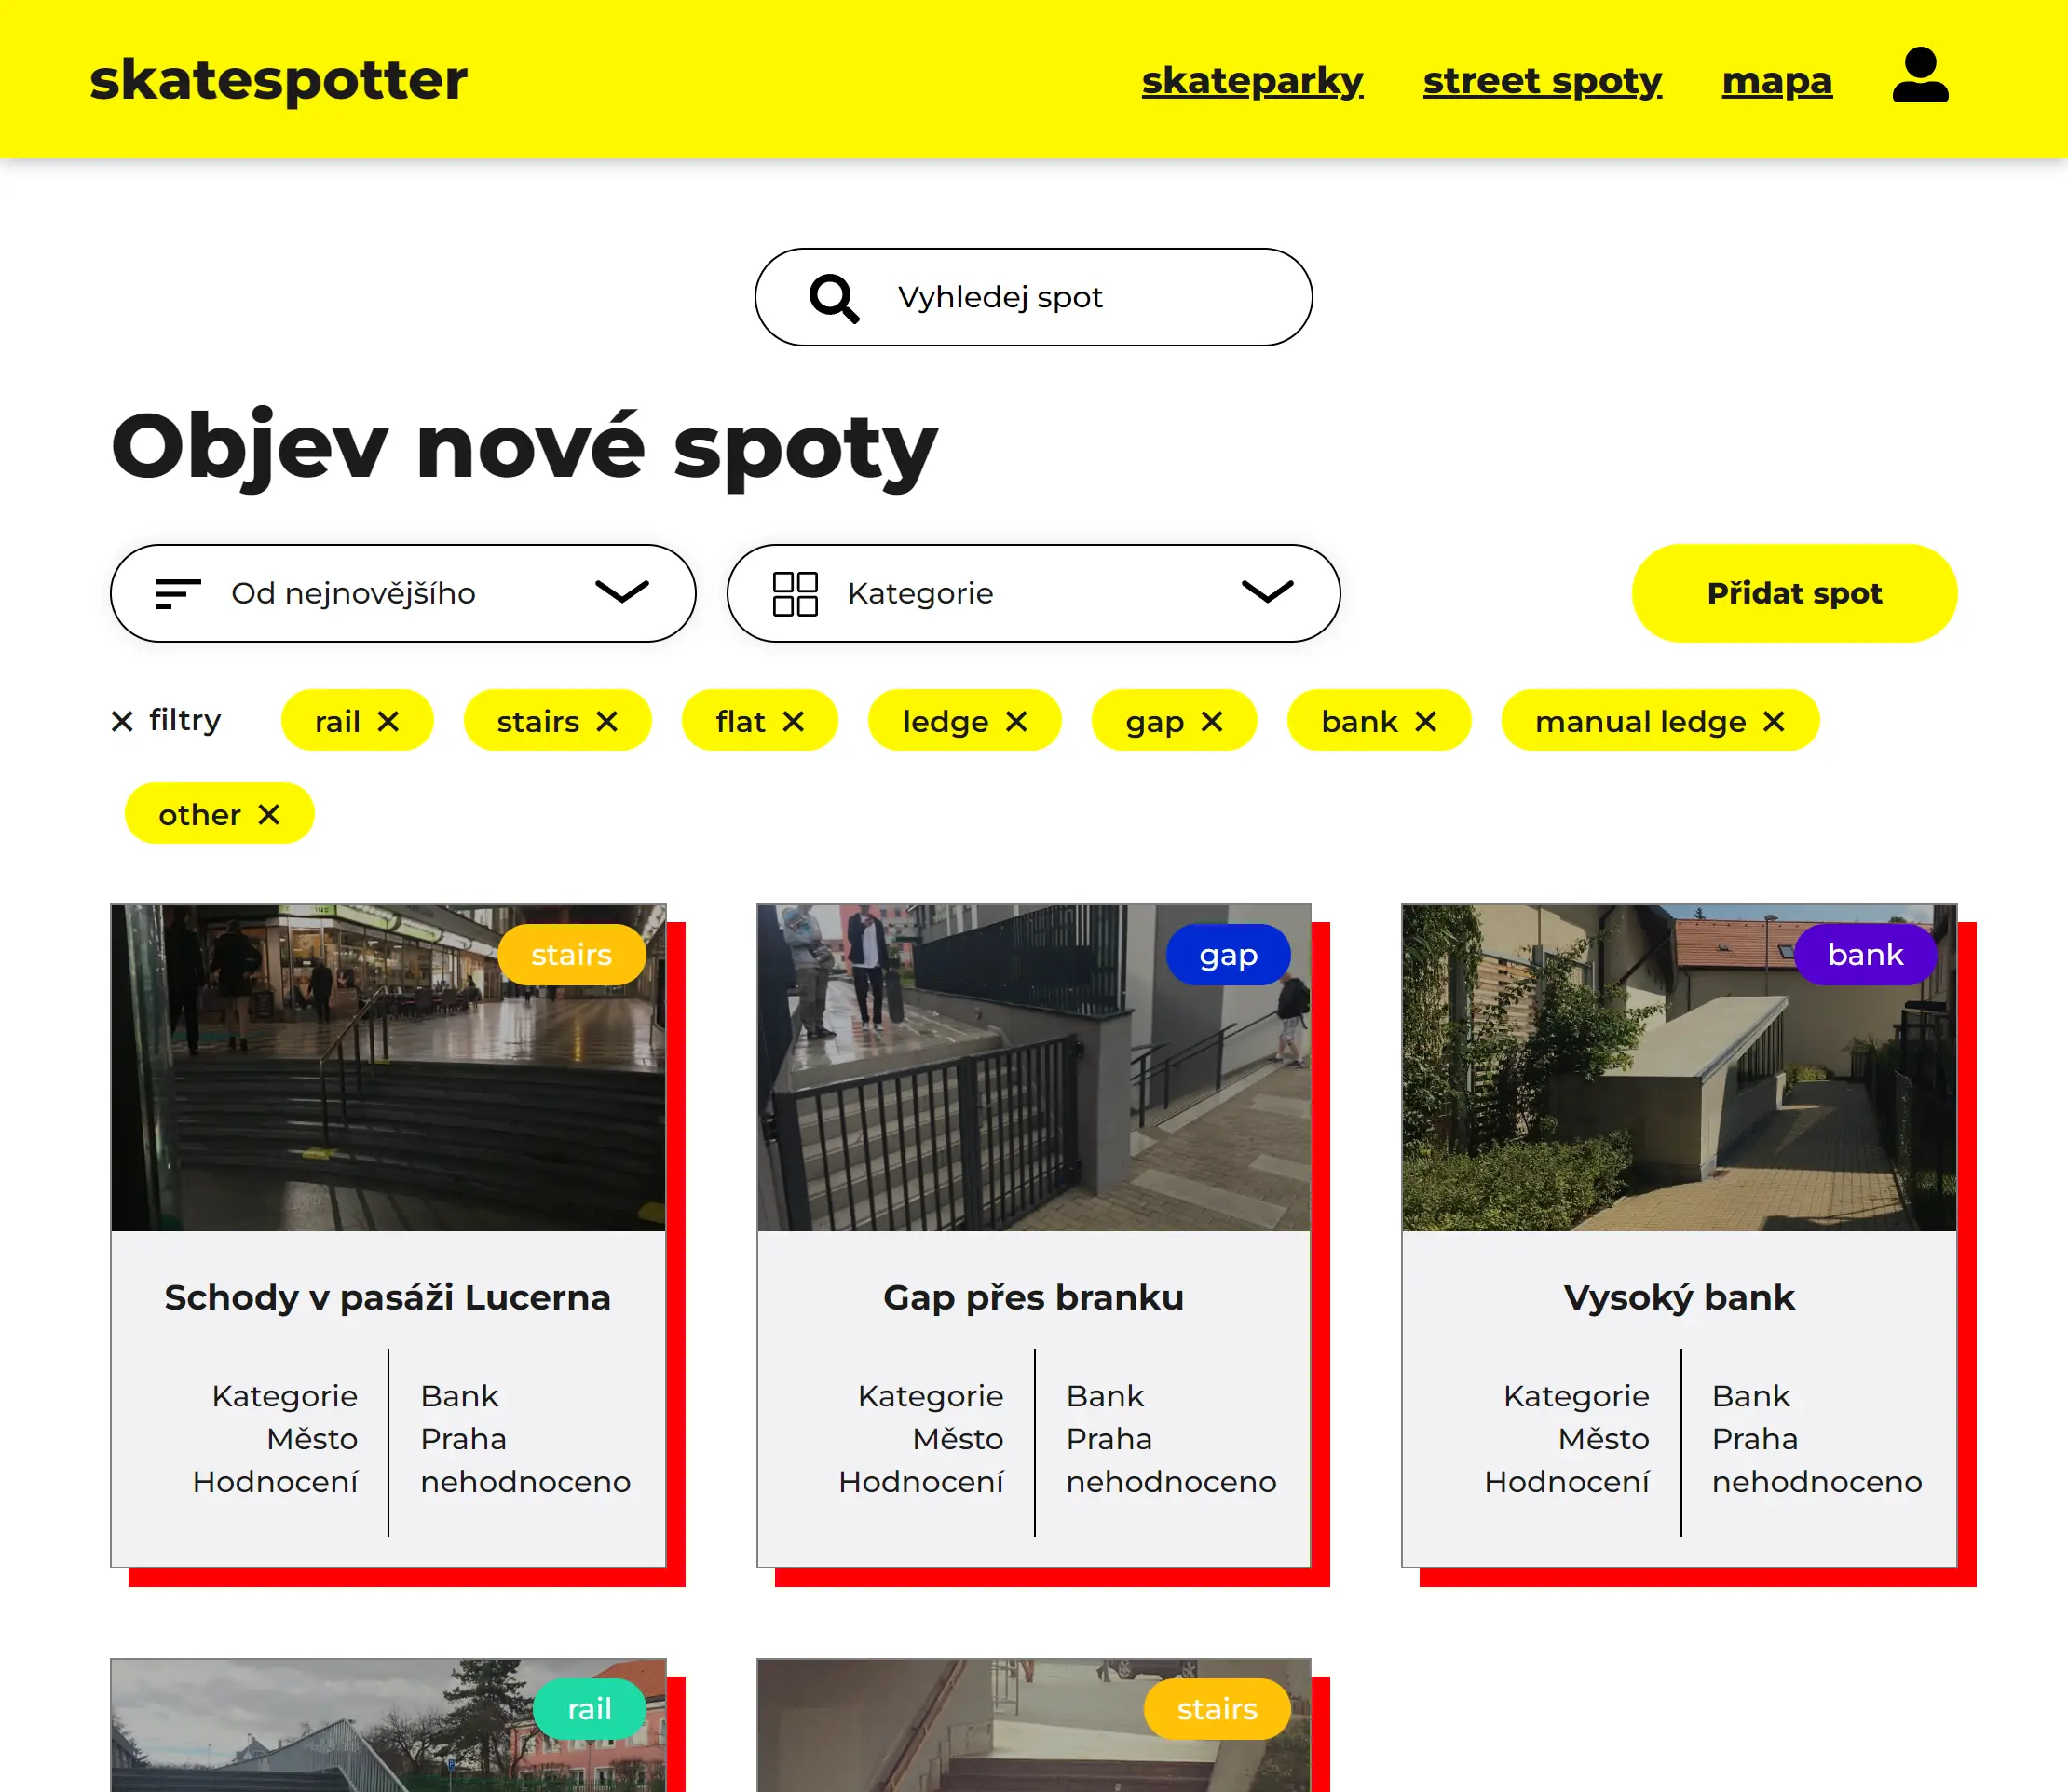 skatespotter
skateparky street spoty mapa
Vyhledej spot
Objev nové spoty
Od nejnovějšího Kategorie Přidat spot
filtry rail stairs flat ledge gap bank manual ledge
other
stairs gap bank
Schody v pasáži Lucerna
Kategorie Bank
Město Praha
Hodnocení nehodnoceno
Gap přes branku
Kategorie Bank
Město Praha
Hodnocení nehodnoceno
Vysoký bank
Kategorie Bank
Město Praha
Hodnocení nehodnoceno
rail stairs